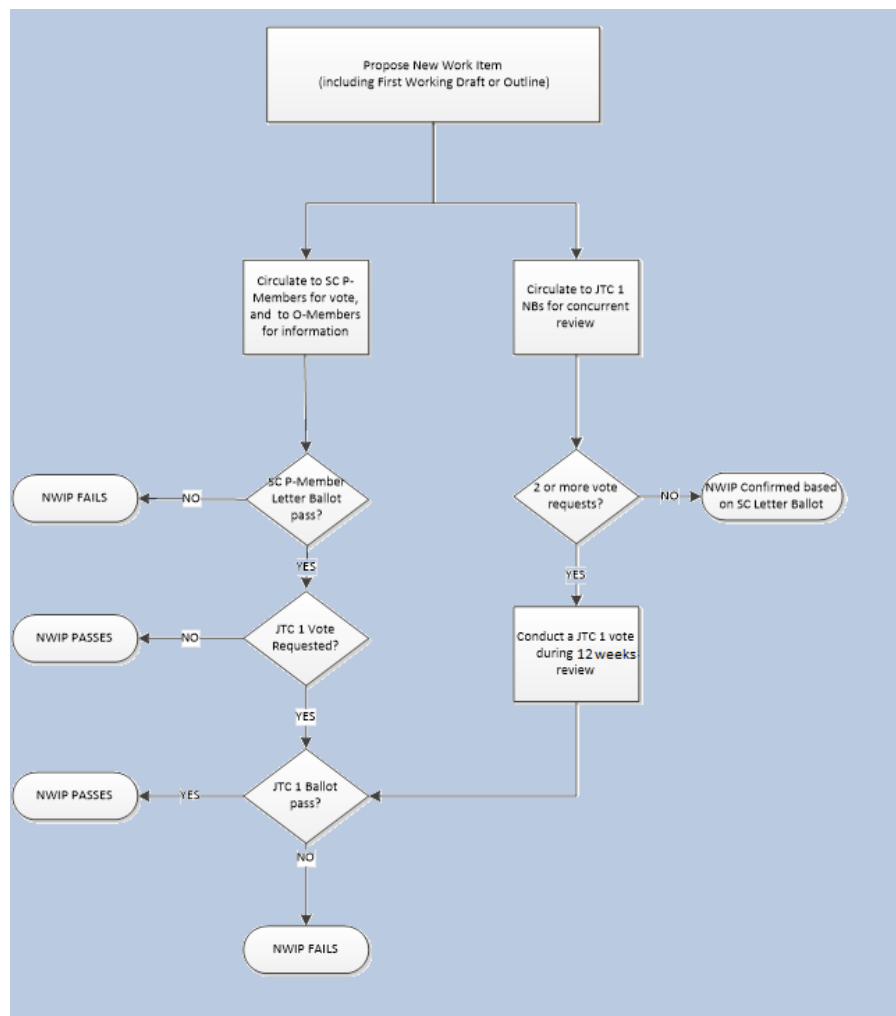 Propose New Work Item
(including First Working Draft or Outline)
Circulate to SC P-
Members for vote,
and to O-Members
for information
Circulate to JTC 1
NBs for concurrent
review
SC P-Member
Letter Ballot
pass?
NO
NWIP FAILS
2 or more vote
requests?
NO
NWIP Confirmed based
on SC Letter Ballot
YES
YES
JTC 1 Vote
Requested?
NO
NWIP PASSES
Conduct a JTC 1 vote
during 12 weeks
review
YES
JTC 1 Ballot
pass?
YES
NWIP PASSES
NO
NWIP FAILS